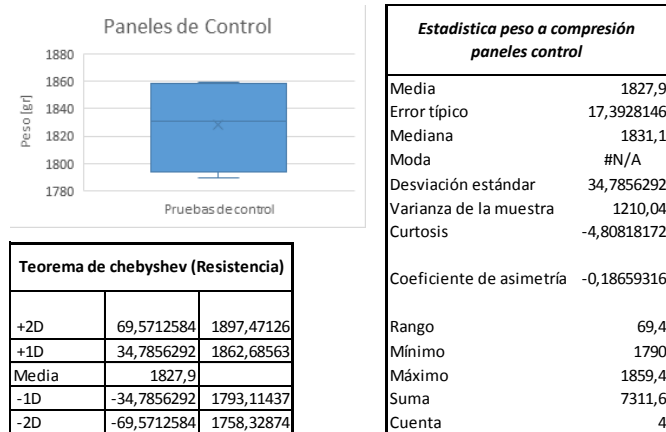 Paneles de Control
1880
1860
1840
1820
1800
1780
Peso [gr]
Pruebas de control
Teorema de chebyshev (Resistencia)
+2D 69,5712584 1897,47126
+1D 34,7856292 1862,68563
Media 1827,9
-1D -34,7856292 1793,11437
-2D -69,5712584 1758,32874
Estadistica peso a compresión
paneles control
Media 1827,9
Error típico 17,3928146
Mediana 1831,1
Moda #N/A
Desviación estándar 34,7856292
Varianza de la muestra 1210,04
Curtosis -4,80818172
Coeficiente de asimetría -0,18659316
Rango 69,4
Mínimo 1790
Máximo 1859,4
Suma 7311,6
Cuenta 4